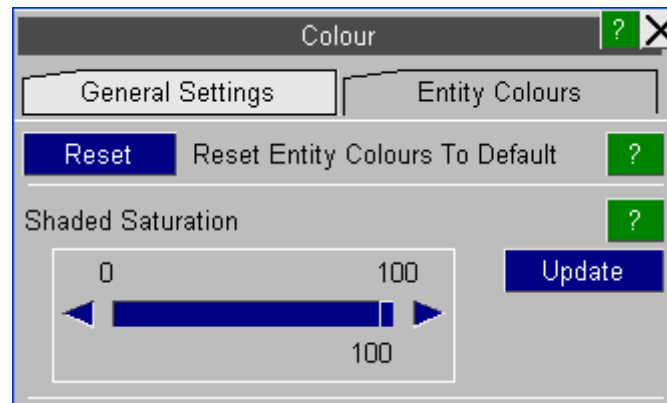 Colour ?
General Settings Entity Colours
Reset Reset Entity Colours To Default ?
Shaded Saturation ?
0 100 Update
100